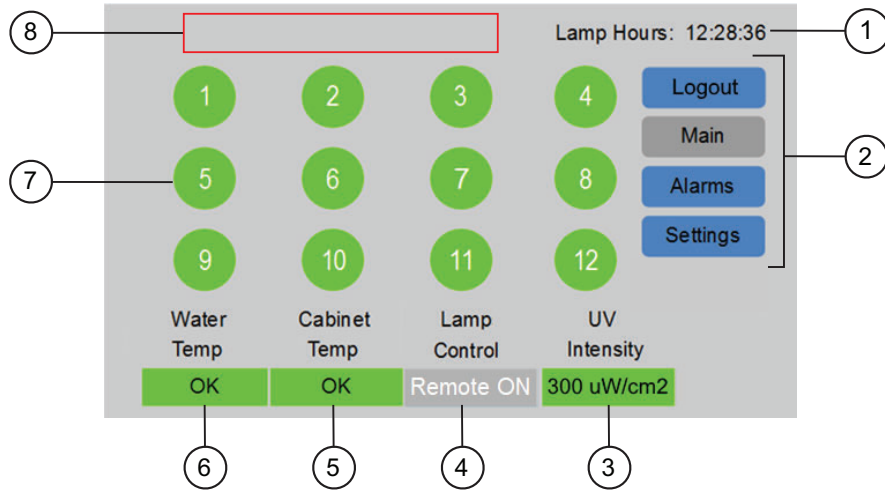 8
Lamp Hours: 12:28:36
1
1 2 3 4
Logout
Main
2
7
5 6 7 8
Alarms
Settings
9 10 11 12
Water Temp
Cabinet Temp
Lamp Control
UV Intensity
OK
OK
Remote ON
300 uW/cm2
6 5 4 3